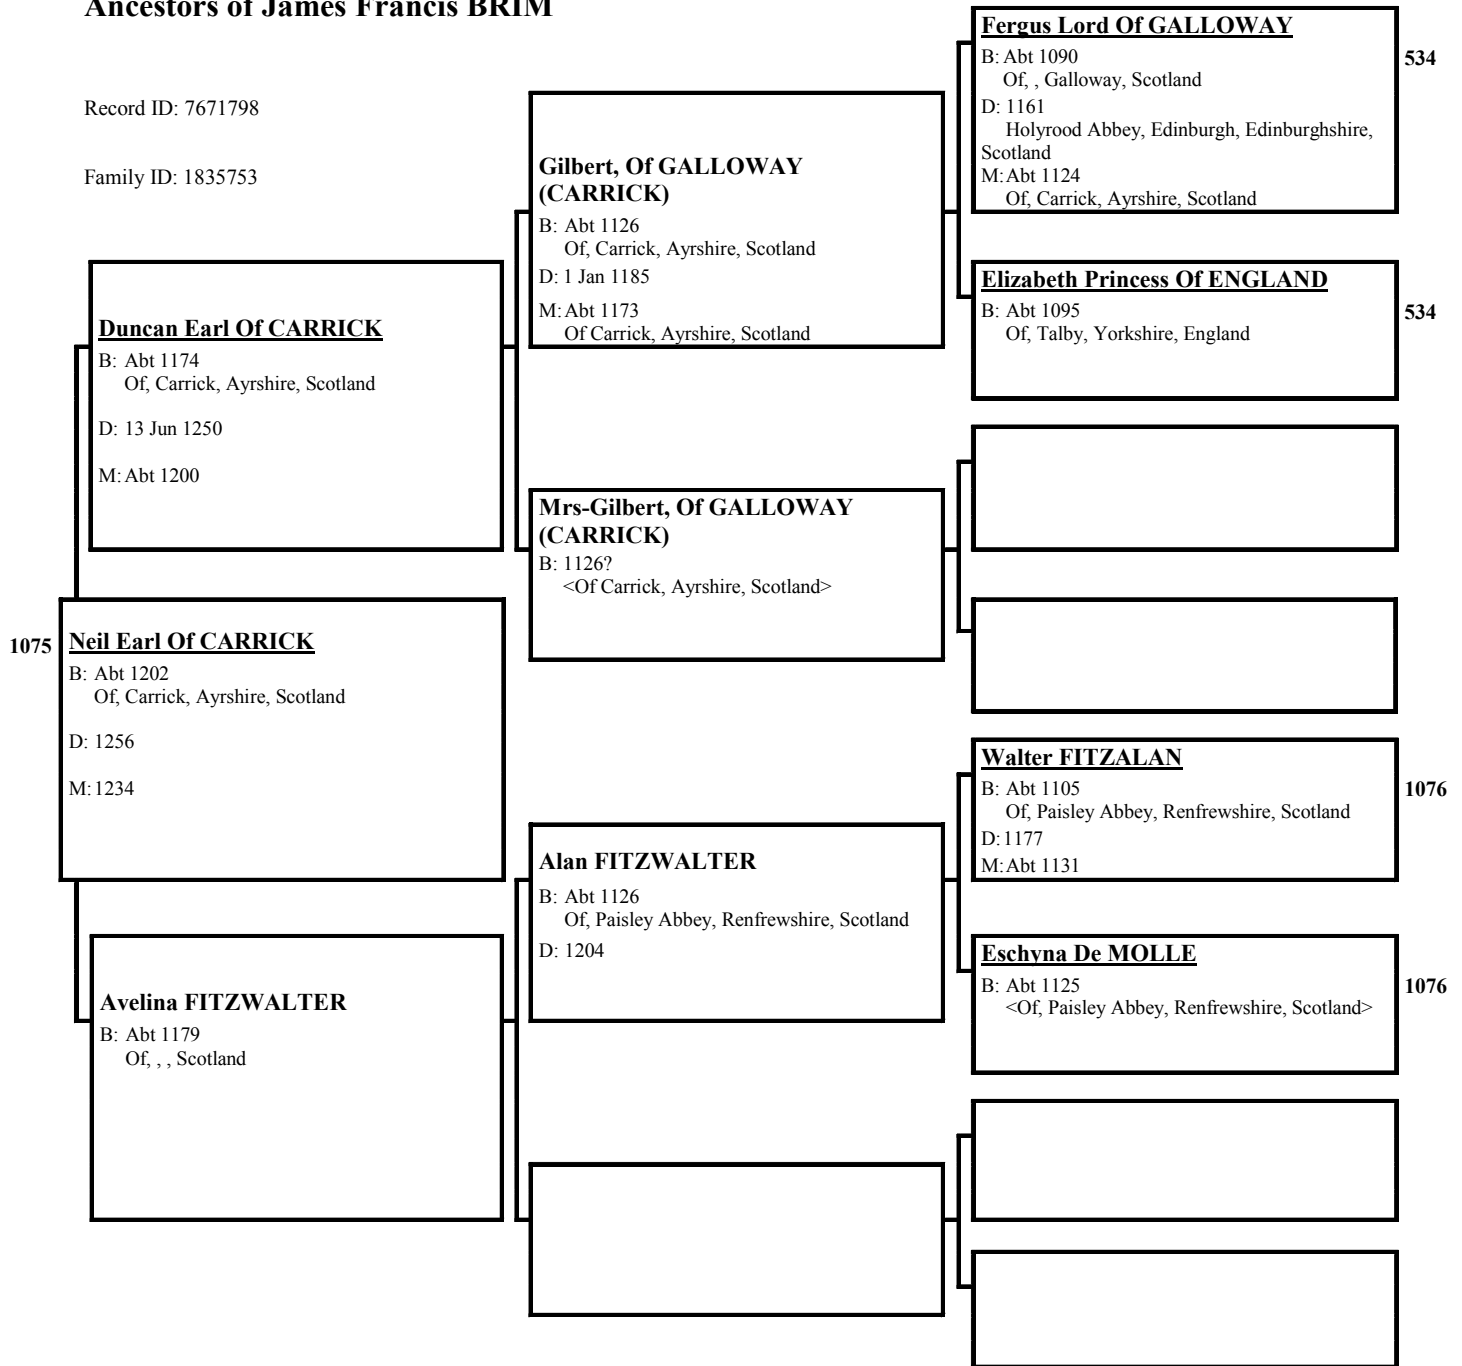 Ancestors of James Francis BRIM
Record ID: 7671798
Family ID: 1835753
Fergus Lord Of GALLOWAY
B: Abt 1090
Of, , Galloway, Scotland
D: 1161
Holyrood Abbey, Edinburgh, Edinburghshire,
Scotland
M: Abt 1124
Of, Carrick, Ayrshire, Scotland
534
Gilbert, Of GALLOWAY
(CARRICK)
B: Abt 1126
Of, Carrick, Ayrshire, Scotland
D: 1 Jan 1185
M: Abt 1173
Of Carrick, Ayrshire, Scotland
Elizabeth Princess Of ENGLAND
B: Abt 1095
Of, Talby, Yorkshire, England
534
Duncan Earl Of CARRICK
B: Abt 1174
Of, Carrick, Ayrshire, Scotland
D: 13 Jun 1250
M: Abt 1200
Mrs-Gilbert, Of GALLOWAY
(CARRICK)
B: 1126?
<Of Carrick, Ayrshire, Scotland>
1075
Neil Earl Of CARRICK
B: Abt 1202
Of, Carrick, Ayrshire, Scotland
D: 1256
M: 1234
Walter FITZALAN
B: Abt 1105
Of, Paisley Abbey, Renfrewshire, Scotland
D: 1177
M: Abt 1131
1076
Alan FITZWALTER
B: Abt 1126
Of, Paisley Abbey, Renfrewshire, Scotland
D: 1204
Eschyna De MOLLE
B: Abt 1125
<Of, Paisley Abbey, Renfrewshire, Scotland>
1076
Avelina FITZWALTER
B: Abt 1179
Of, , , Scotland